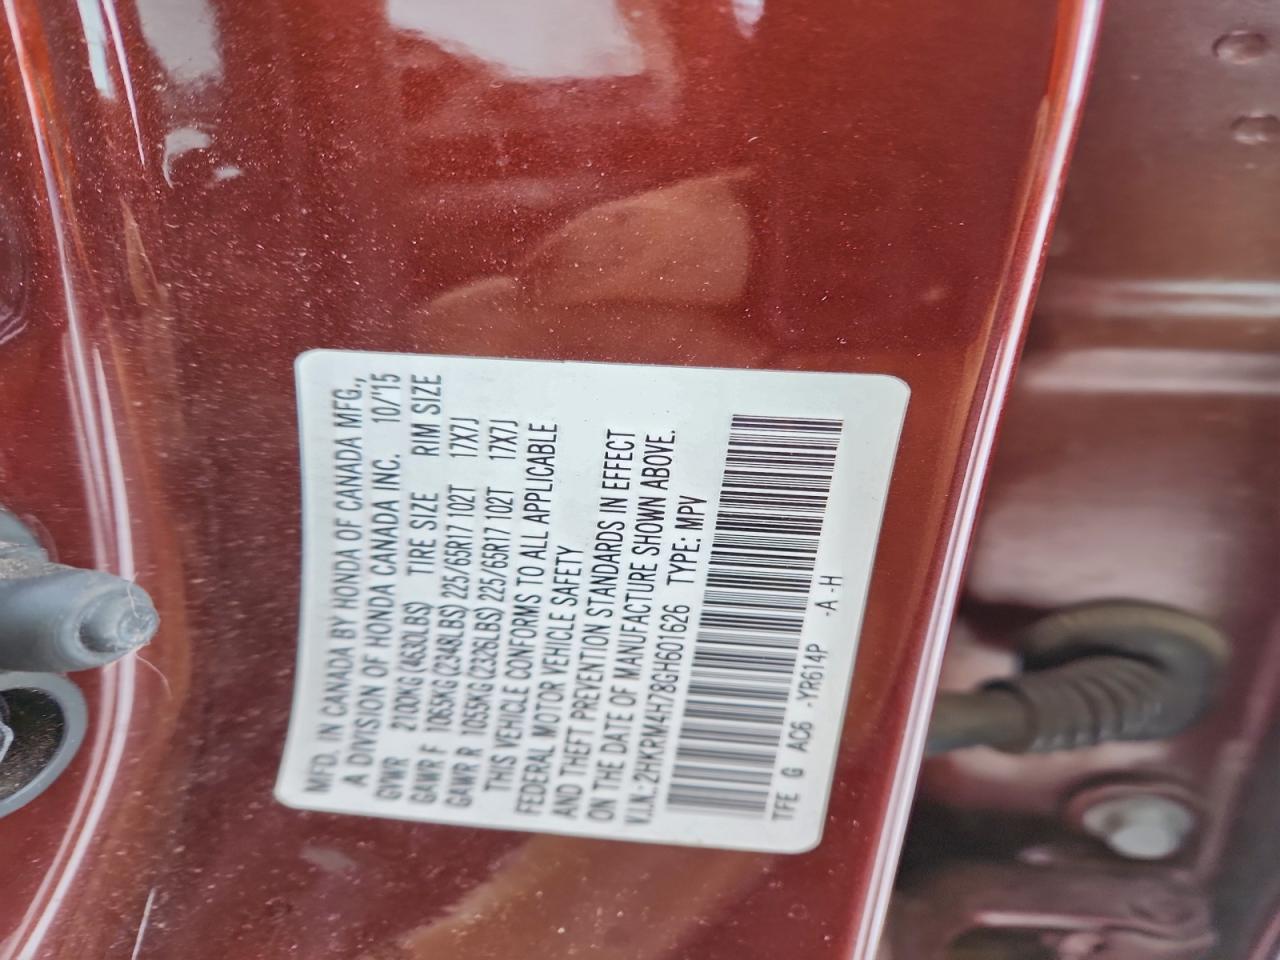 MFD. IN CANADA BY HONDA OF CANADA MFG.,
A DIVISION OF HONDA CANADA INC. 10/15
GVWR 2100KG (4630LBS) TIRE SIZE RIM SIZE
GAWR F 1065KG (2348LBS) 225/65R17 102T 17X7J
GAWR R 1055KG (2326LBS) 225/65R17 102T 17X7J
THIS VEHICLE CONFORMS TO ALL APPLICABLE
FEDERAL MOTOR VEHICLE SAFETY
AND THEFT PREVENTION STANDARDS IN EFFECT
ON THE DATE OF MANUFACTURE SHOWN ABOVE.
V.I.N.: 2HKRM4H78GH601626 TYPE: MPV
TFE G AC6 -YR614P -A -H